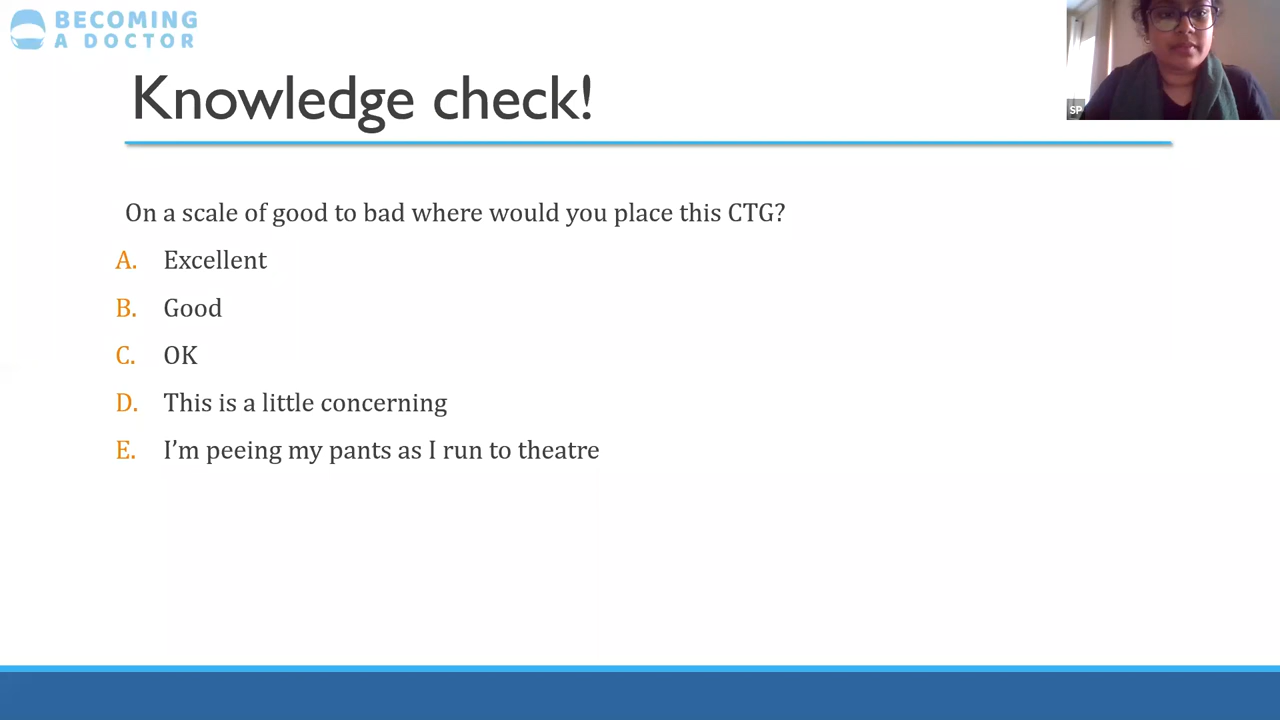 BECOMING
A DOCTOR
Knowledge check!
SP
On a scale of good to bad where would you place this CTG?
A. Excellent
B. Good
C. OK
D. This is a little concerning
E. I’m peeing my pants as I run to theatre